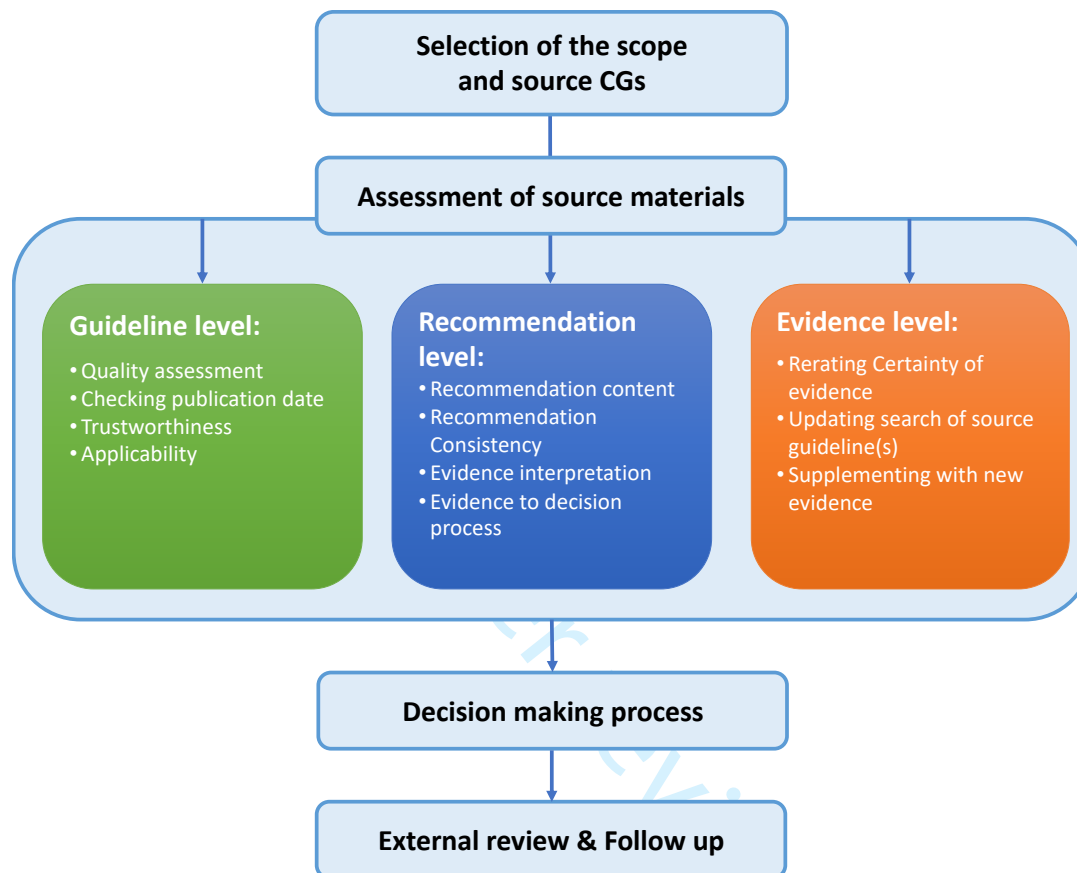 Selection of the scope
and source CGs
Assessment of source materials
Guideline level:
• Quality assessment
• Checking publication date
• Trustworthiness
• Applicability
Recommendation
level:
• Recommendation content
• Recommendation
Consistency
• Evidence interpretation
• Evidence to decision
process
Evidence level:
• Rerating Certainty of
evidence
• Updating search of source
guideline(s)
• Supplementing with new
evidence
Decision making process
External review & Follow up